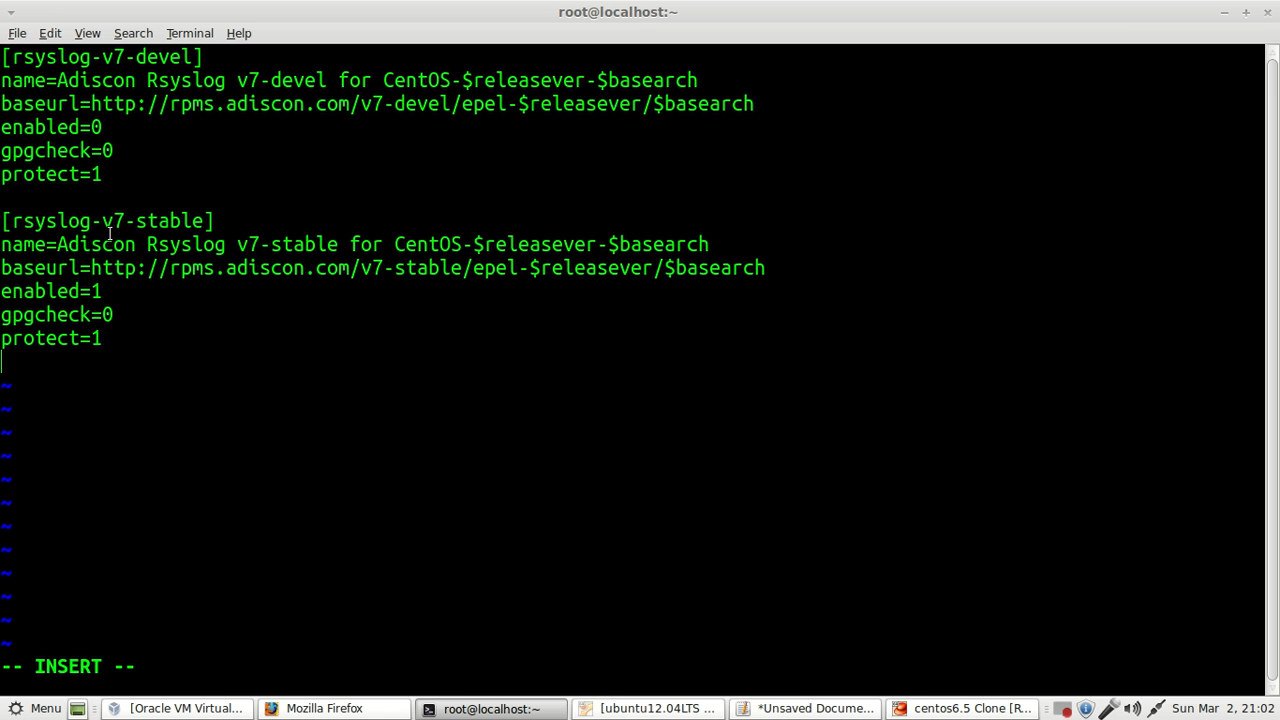 root@localhost:~
File Edit View Search Terminal Help
[rsyslog-v7-devel]
name=Adiscon Rsyslog v7-devel for CentOS-$releasever-$basearch
baseurl=http://rpms.adiscon.com/v7-devel/epel-$releasever/$basearch
enabled=0
gpgcheck=0
protect=1
[rsyslog-v7-stable]
name=Adiscon Rsyslog v7-stable for CentOS-$releasever-$basearch
baseurl=http://rpms.adiscon.com/v7-stable/epel-$releasever/$basearch
enabled=1
gpgcheck=0
protect=1
~
~
~
~
~
~
~
~
~
~
~
~
-- INSERT --
Menu [Oracle VM Virtual... Mozilla Firefox root@localhost:~ [ubuntu12.04LTS ... *Unsaved Docume... centos6.5 Clone [R... Sun Mar 2, 21:02